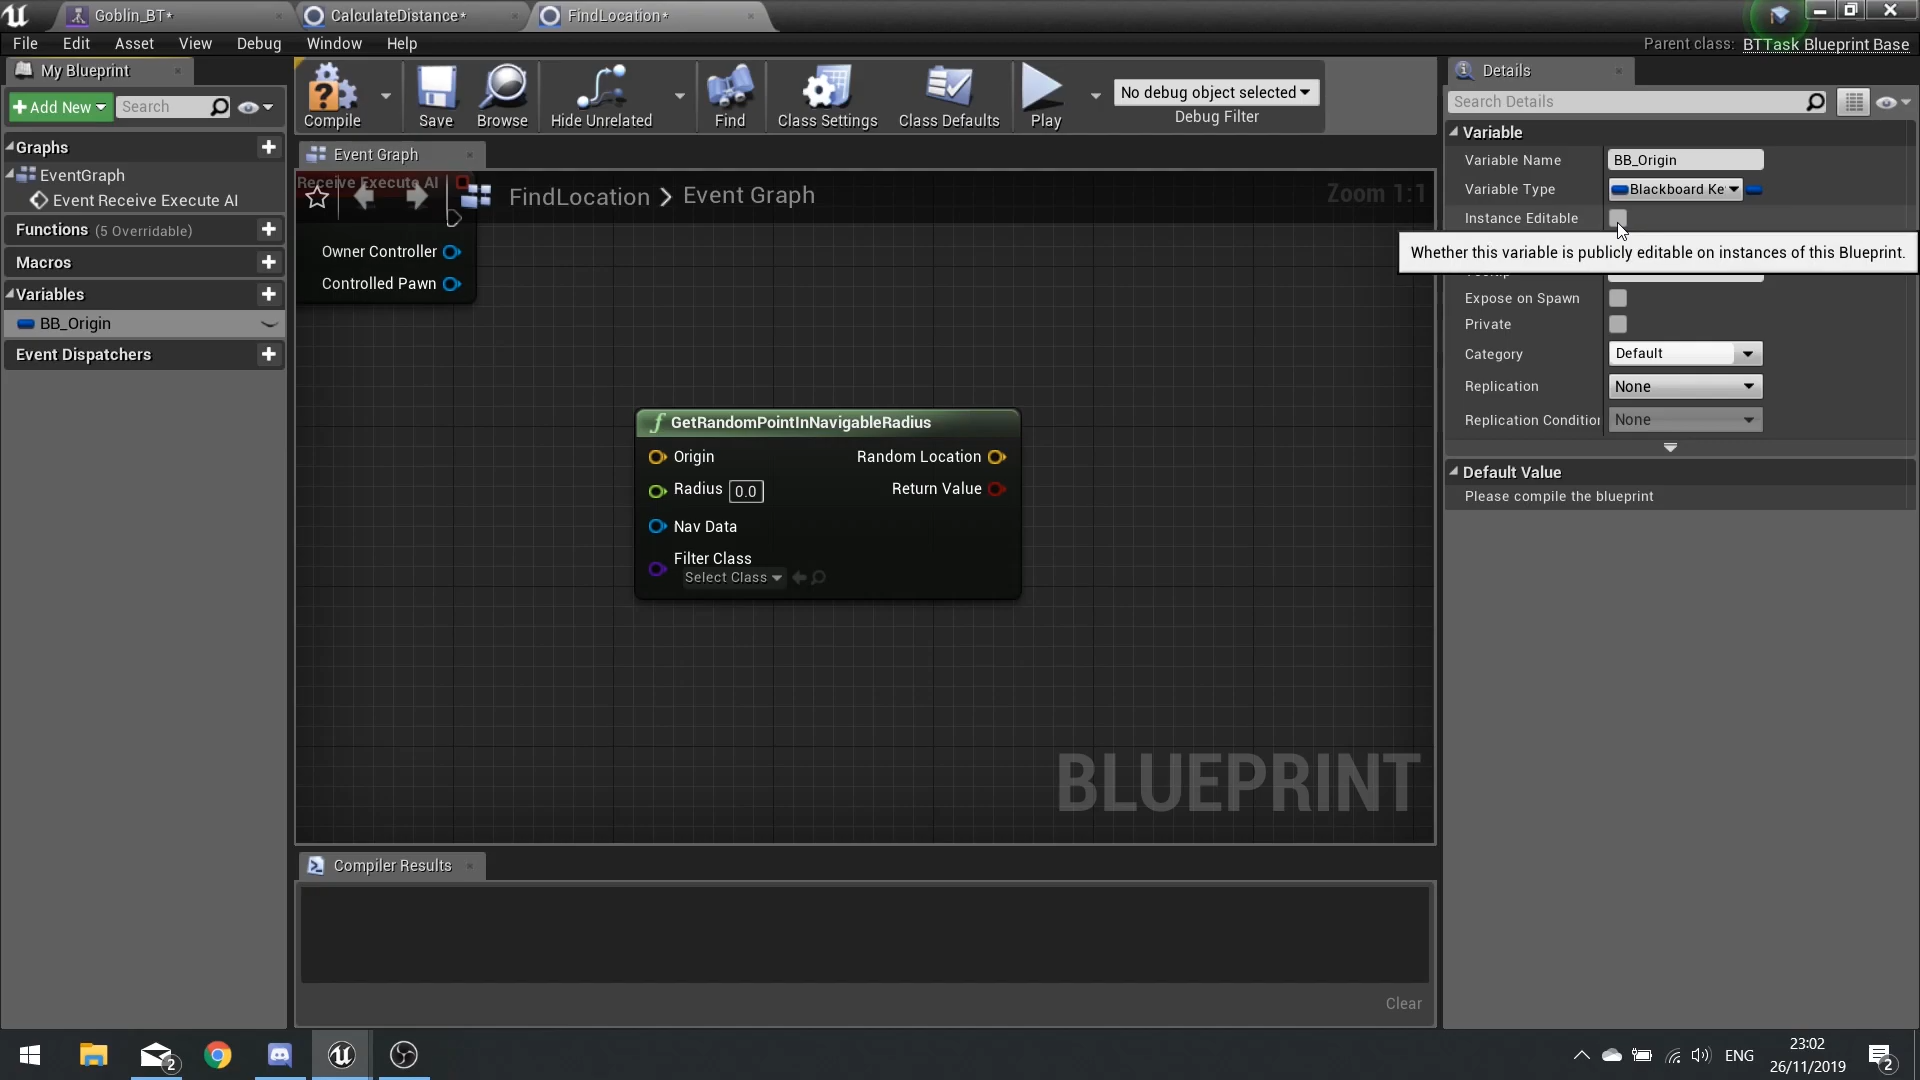 Goblin_BT*
CalculateDistance*
FindLocation*
File Edit Asset View Debug Window Help
Parent class: BTTask Blueprint Base
My Blueprint
Add New
Search
Compile
Save
Browse
Hide Unrelated
Find
Class Settings
Class Defaults
Play
No debug object selected
Debug Filter
Graphs
EventGraph
Event Receive Execute AI
Functions (5 Overridable)
Macros
Variables
BB_Origin
Event Dispatchers
Event Graph
Receive Execute AI
FindLocation > Event Graph
Zoom 1:1
Owner Controller
Controlled Pawn
GetRandomPointInNavigableRadius
Origin
Random Location
Radius 0.0
Return Value
Nav Data
Filter Class
Select Class
BLUEPRINT
Compiler Results
Clear
Details
Search Details
Variable
Variable Name BB_Origin
Variable Type Blackboard Ke
Instance Editable
Whether this variable is publicly editable on instances of this Blueprint.
Expose on Spawn
Private
Category Default
Replication None
Replication Condition None
Default Value
Please compile the blueprint
2
ENG
23:02
26/11/2019
2